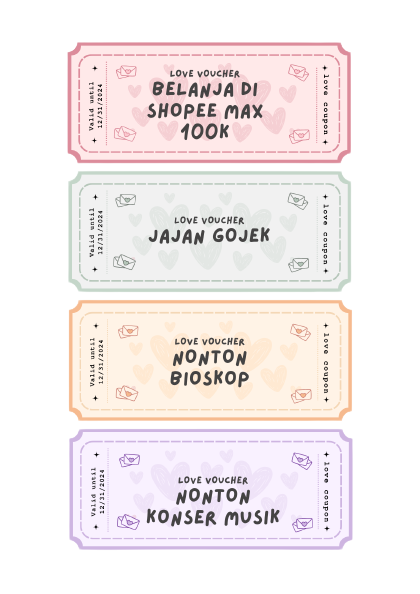 Valid until
12/31/2024
LOVE VOUCHER
BELANJA DI
SHOPEE MAX
100K
love coupon
Valid until
12/31/2024
LOVE VOUCHER
JAJAN GOJEK
love coupon
Valid until
12/31/2024
LOVE VOUCHER
NONTON
BIOSKOP
love coupon
Valid until
12/31/2024
LOVE VOUCHER
NONTON
KONSER MUSIK
love coupon